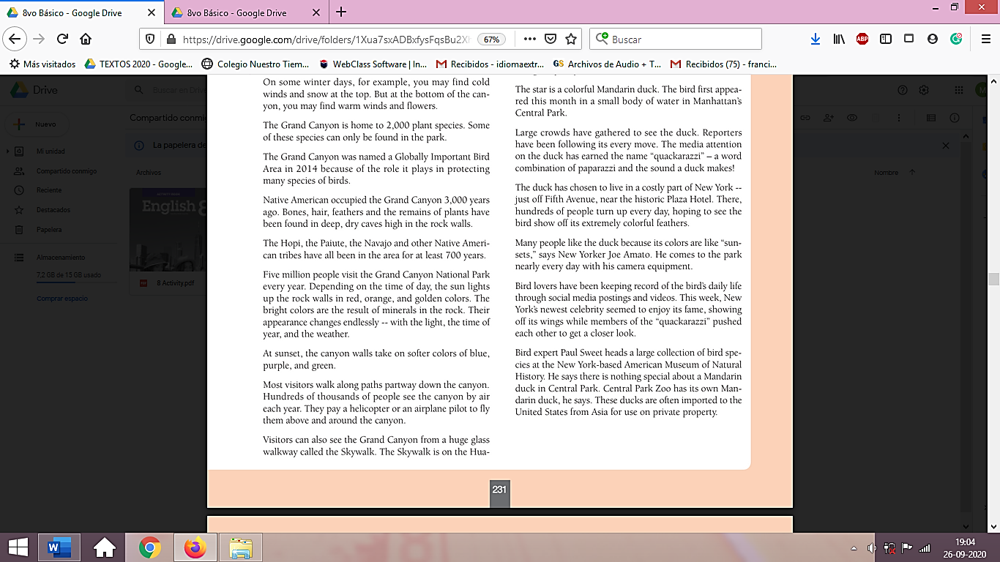 8vo Básico - Google Drive
8vo Básico - Google Drive
https://drive.google.com/drive/folders/1Xua7sxADBxfysFqsBu2X
67%
Buscar
Más visitados
TEXTOS 2020 - Google...
Colegio Nuestro Tiem...
WebClass Software | In...
Recibidos - idiomaextr...
GS Archivos de Audio + T...
Recibidos (75) - franci...
Drive
Buscar en
Nuevo
Mi unidad
Compartido conmigo
Reciente
Destacados
Papelera
Almacenamiento
7,2 GB de 15 GB usado
Comprar espacio
Compartido conmi
La papelera de
Archivos
English 8
8 Activity.pdf
Nombre
On some winter days, for example, you may find cold
winds and snow at the top. But at the bottom of the can-
yon, you may find warm winds and flowers.
The Grand Canyon is home to 2,000 plant species. Some
of these species can only be found in the park.
The Grand Canyon was named a Globally Important Bird
Area in 2014 because of the role it plays in protecting
many species of birds.
Native American occupied the Grand Canyon 3,000 years
ago. Bones, hair, feathers and the remains of plants have
been found in deep, dry caves high in the rock walls.
The Hopi, the Paiute, the Navajo and other Native Ameri-
can tribes have all been in the area for at least 700 years.
Five million people visit the Grand Canyon National Park
every year. Depending on the time of day, the sun lights
up the rock walls in red, orange, and golden colors. The
bright colors are the result of minerals in the rock. Their
appearance changes endlessly -- with the light, the time of
year, and the weather.
At sunset, the canyon walls take on softer colors of blue,
purple, and green.
Most visitors walk along paths partway down the canyon.
Hundreds of thousands of people see the canyon by air
each year. They pay a helicopter or an airplane pilot to fly
them above and around the canyon.
Visitors can also see the Grand Canyon from a huge glass
walkway called the Skywalk. The Skywalk is on the Hua-
The star is a colorful Mandarin duck. The bird first appea-
red this month in a small body of water in Manhattan's
Central Park.
Large crowds have gathered to see the duck. Reporters
have been following its every move. The media attention
on the duck has earned the name "quackarazzi" – a word
combination of paparazzi and the sound a duck makes!
The duck has chosen to live in a costly part of New York --
just off Fifth Avenue, near the historic Plaza Hotel. There,
hundreds of people turn up every day, hoping to see the
bird show off its extremely colorful feathers.
Many people like the duck because its colors are like "sun-
sets," says New Yorker Joe Amato. He comes to the park
nearly every day with his camera equipment.
Bird lovers have been keeping record of the bird's daily life
through social media postings and videos. This week, New
York's newest celebrity seemed to enjoy its fame, showing
off its wings while members of the "quackarazzi" pushed
each other to get a closer look.
Bird expert Paul Sweet heads a large collection of bird spe-
cies at the New York-based American Museum of Natural
History. He says there is nothing special about a Mandarin
duck in Central Park. Central Park Zoo has its own Man-
darin duck, he says. These ducks are often imported to the
United States from Asia for use on private property.
231
19:04
26-09-2020